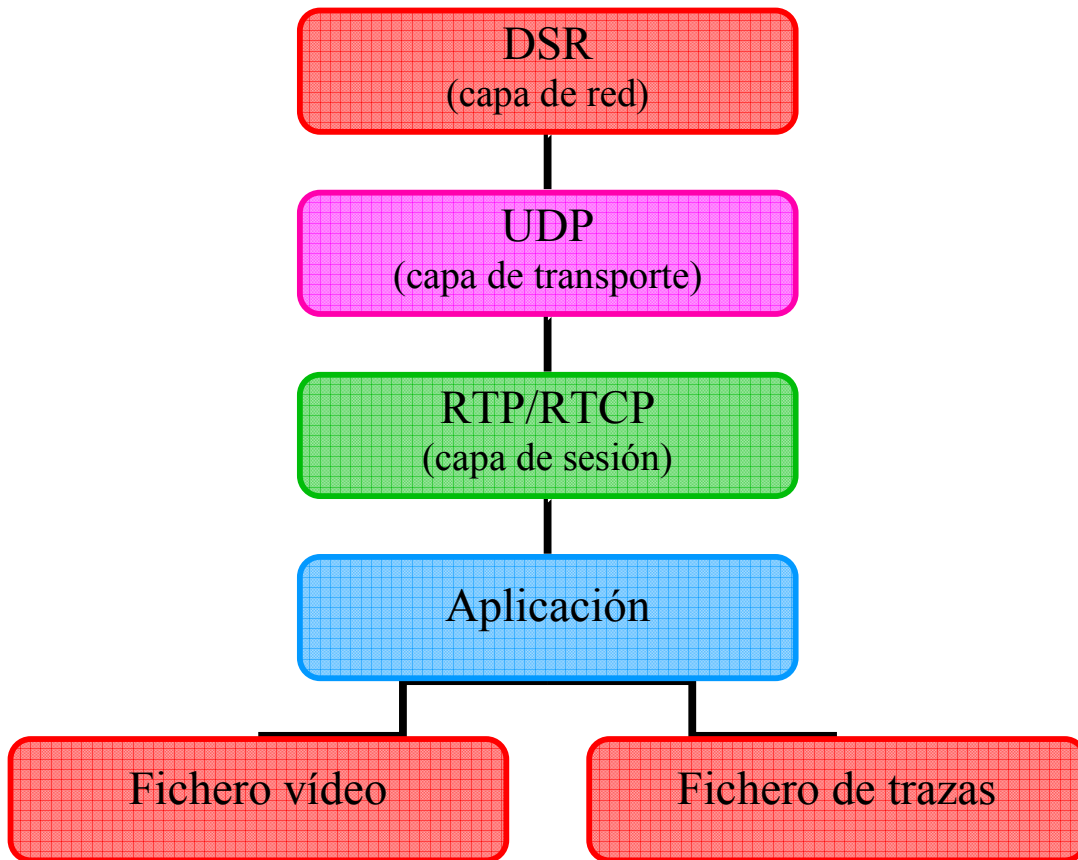 DSR
(capa de red)
UDP
(capa de transporte)
RTP/RTCP
(capa de sesión)
Aplicación
Fichero vídeo
Fichero de trazas